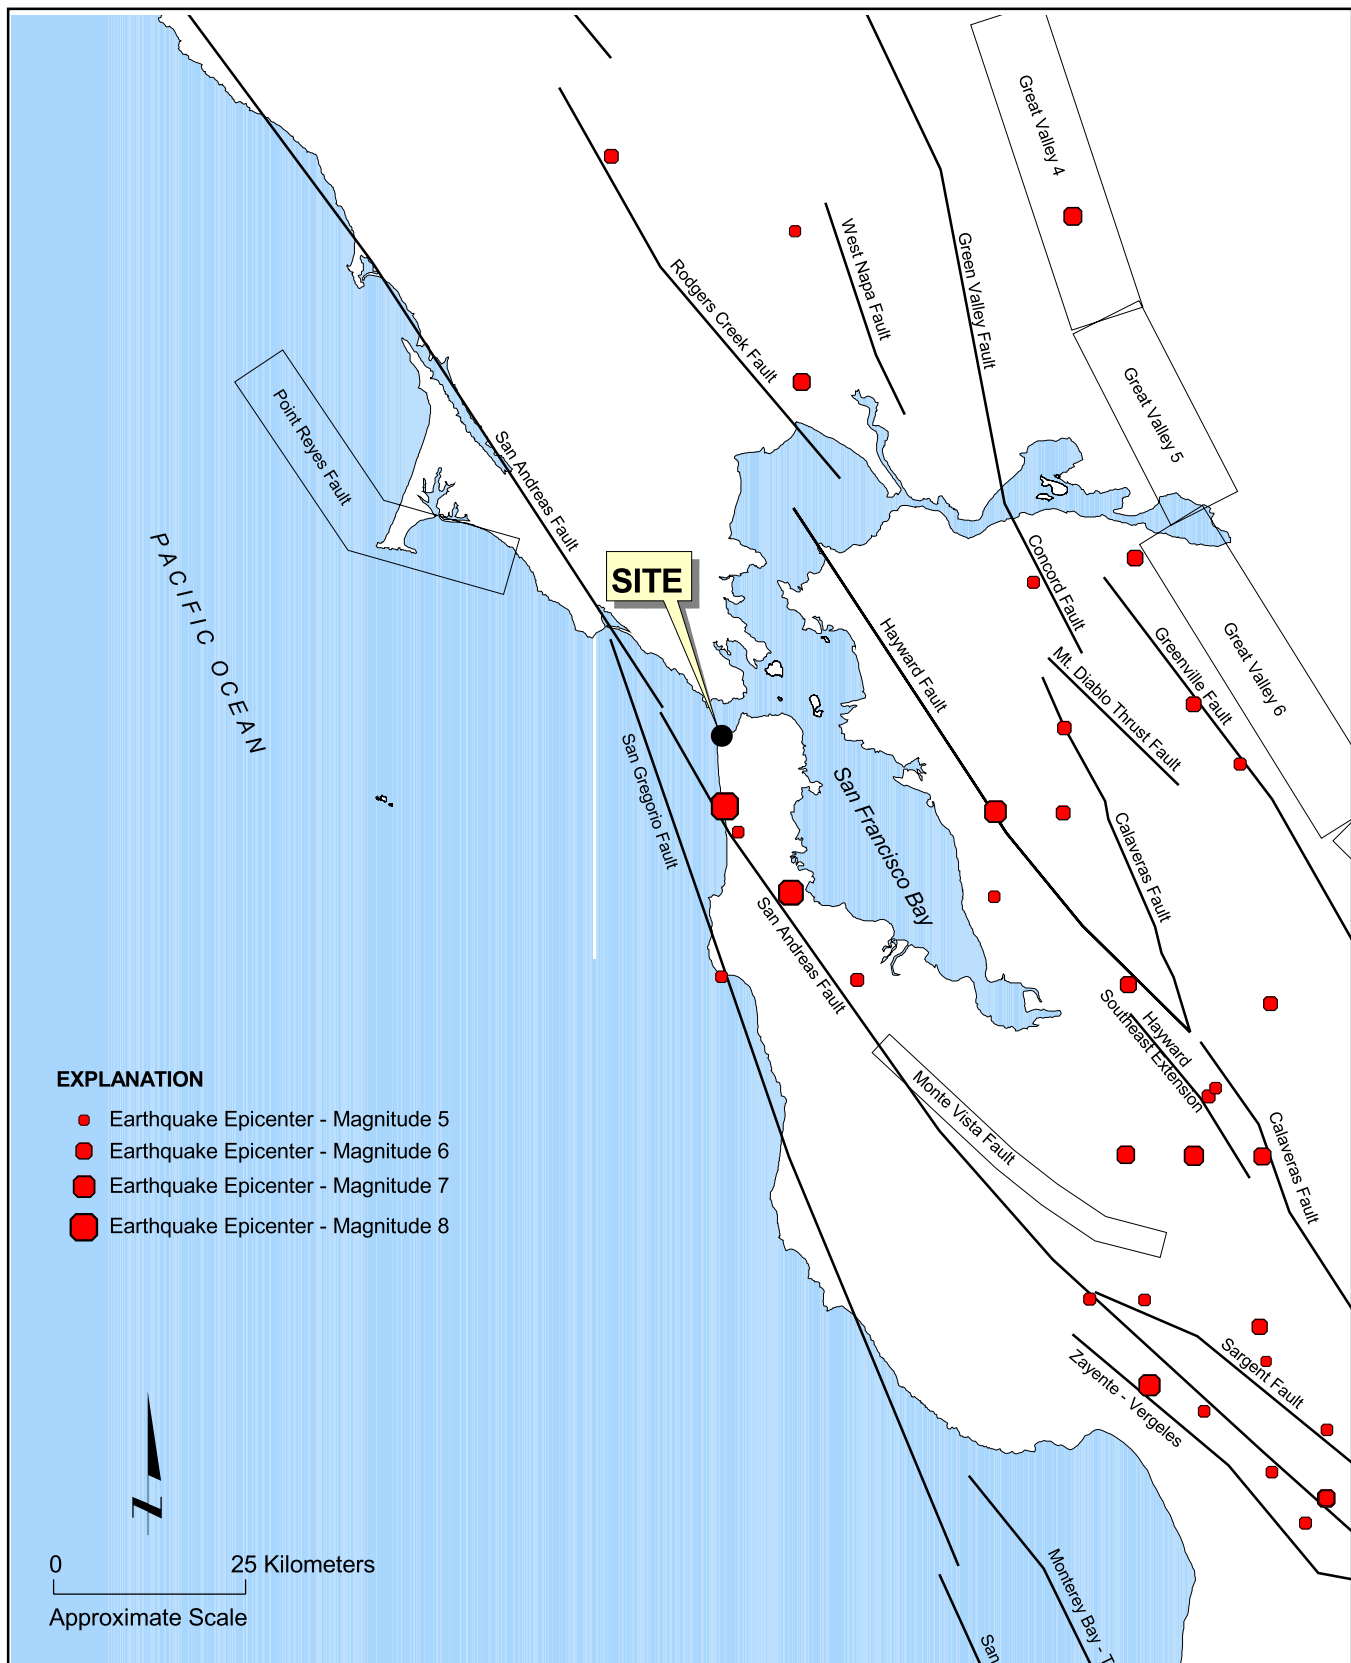 Great Valley 4
West Napa Fault
Green Valley Fault
Rodgers Creek Fault
Great Valley 5
Point Reyes Fault
San Andreas Fault
PACIFIC OCEAN
SITE
Concord Fault
Hayward Fault
Greenville Fault
Great Valley 6
Mt. Diablo Thrust Fault
San Gregorio Fault
San Francisco Bay
Calaveras Fault
San Andreas Fault
Hayward
Southeast Extension
Monte Vista Fault
Calaveras Fault
EXPLANATION
Earthquake Epicenter - Magnitude 5
Earthquake Epicenter - Magnitude 6
Earthquake Epicenter - Magnitude 7
Earthquake Epicenter - Magnitude 8
Sargent Fault
Zayente - Vergeles
Z
0 25 Kilometers
Approximate Scale
Monterey Bay - T
San